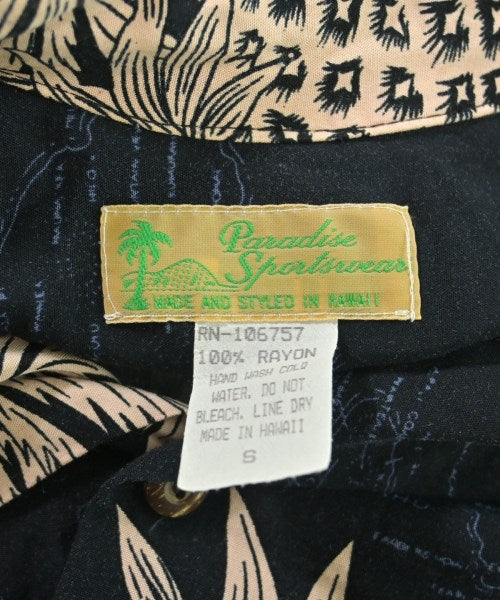 Paradise
Sportswear
MADE AND STYLED IN HAWAII
RN-106757
100% RAYON
HAND WASH COLD
WATER, DO NOT
BLEACH, LINE DRY
MADE IN HAWAII
S